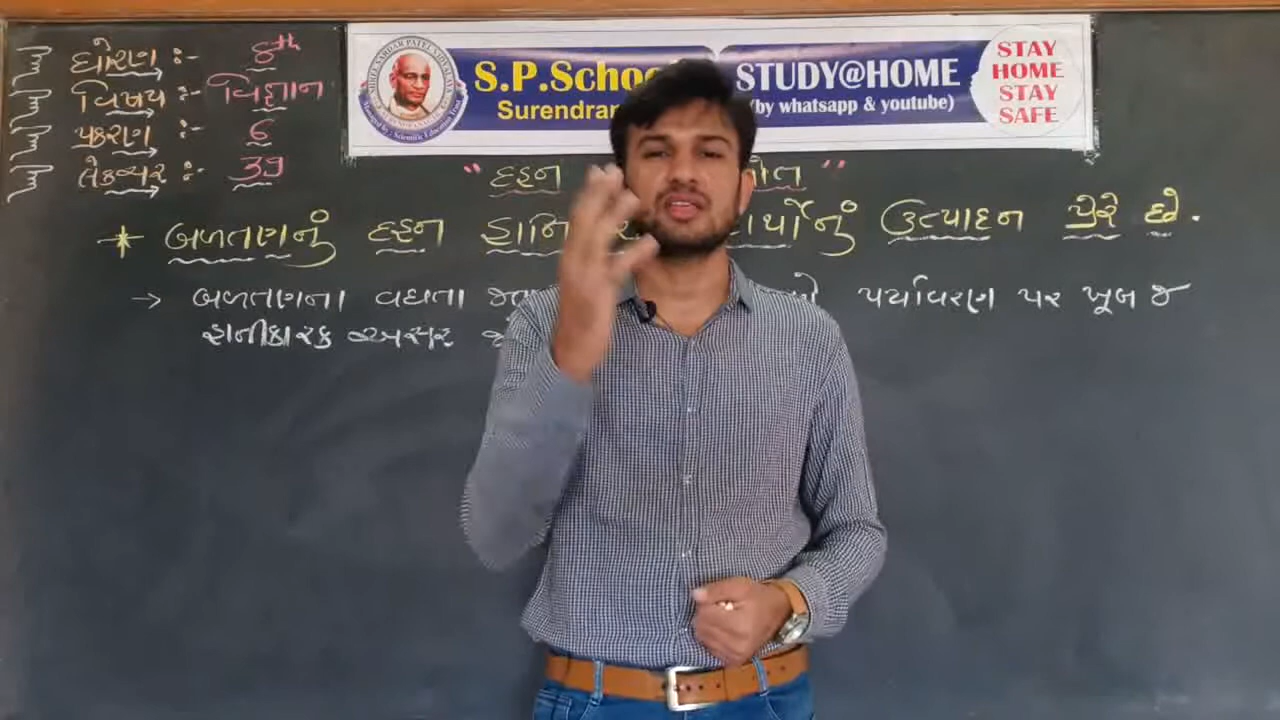 ધોરણ :- 8th
વિષય :- વિજ્ઞાન
પ્રકરણ :- 6
લેક્ચર :- 39
S.P.School
Surendran
STUDY@HOME
(by whatsapp & youtube)
STAY
HOME
STAY
SAFE
" દહન
"
* બળતણનું દહન ઉત્પાદન પ્રેરે છે.
→ બળતણના વધતા પર્યાવરણ પર ખૂબ જ
હાનીકારક અસર